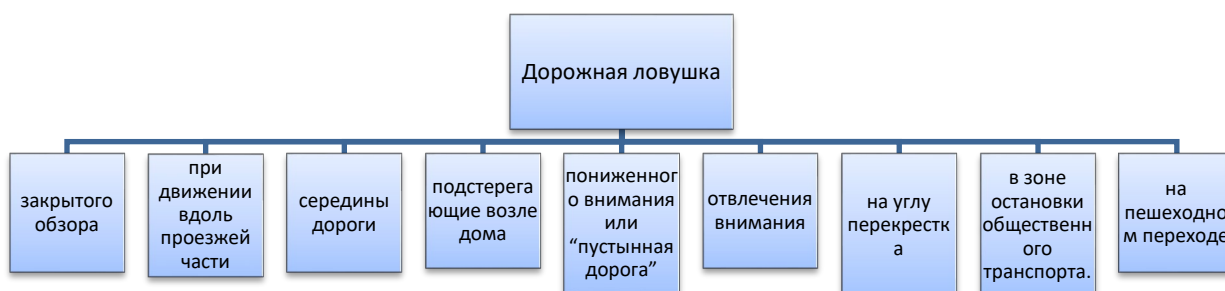 Дорожная ловушка
закрытого
обзора
при
движении
вдоль
проезжей
части
середины
дороги
подстерега
ющие возле
дома
пониженног
о внимания
или
“пустынная
дорога”
отвлечения
внимания
на углу
перекрестк
а
в зоне
остановки
общественн
ого
транспорта.
на
пешеходно
м переходе